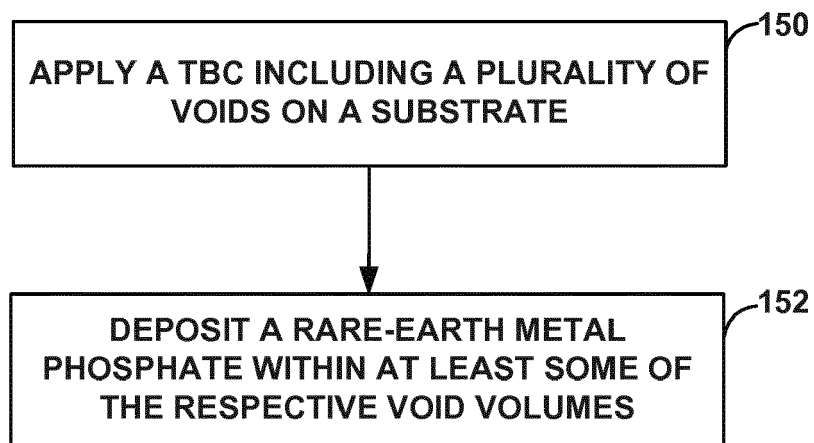 150
APPLY A TBC INCLUDING A PLURALITY OF
VOIDS ON A SUBSTRATE
152
DEPOSIT A RARE-EARTH METAL
PHOSPHATE WITHIN AT LEAST SOME OF
THE RESPECTIVE VOID VOLUMES